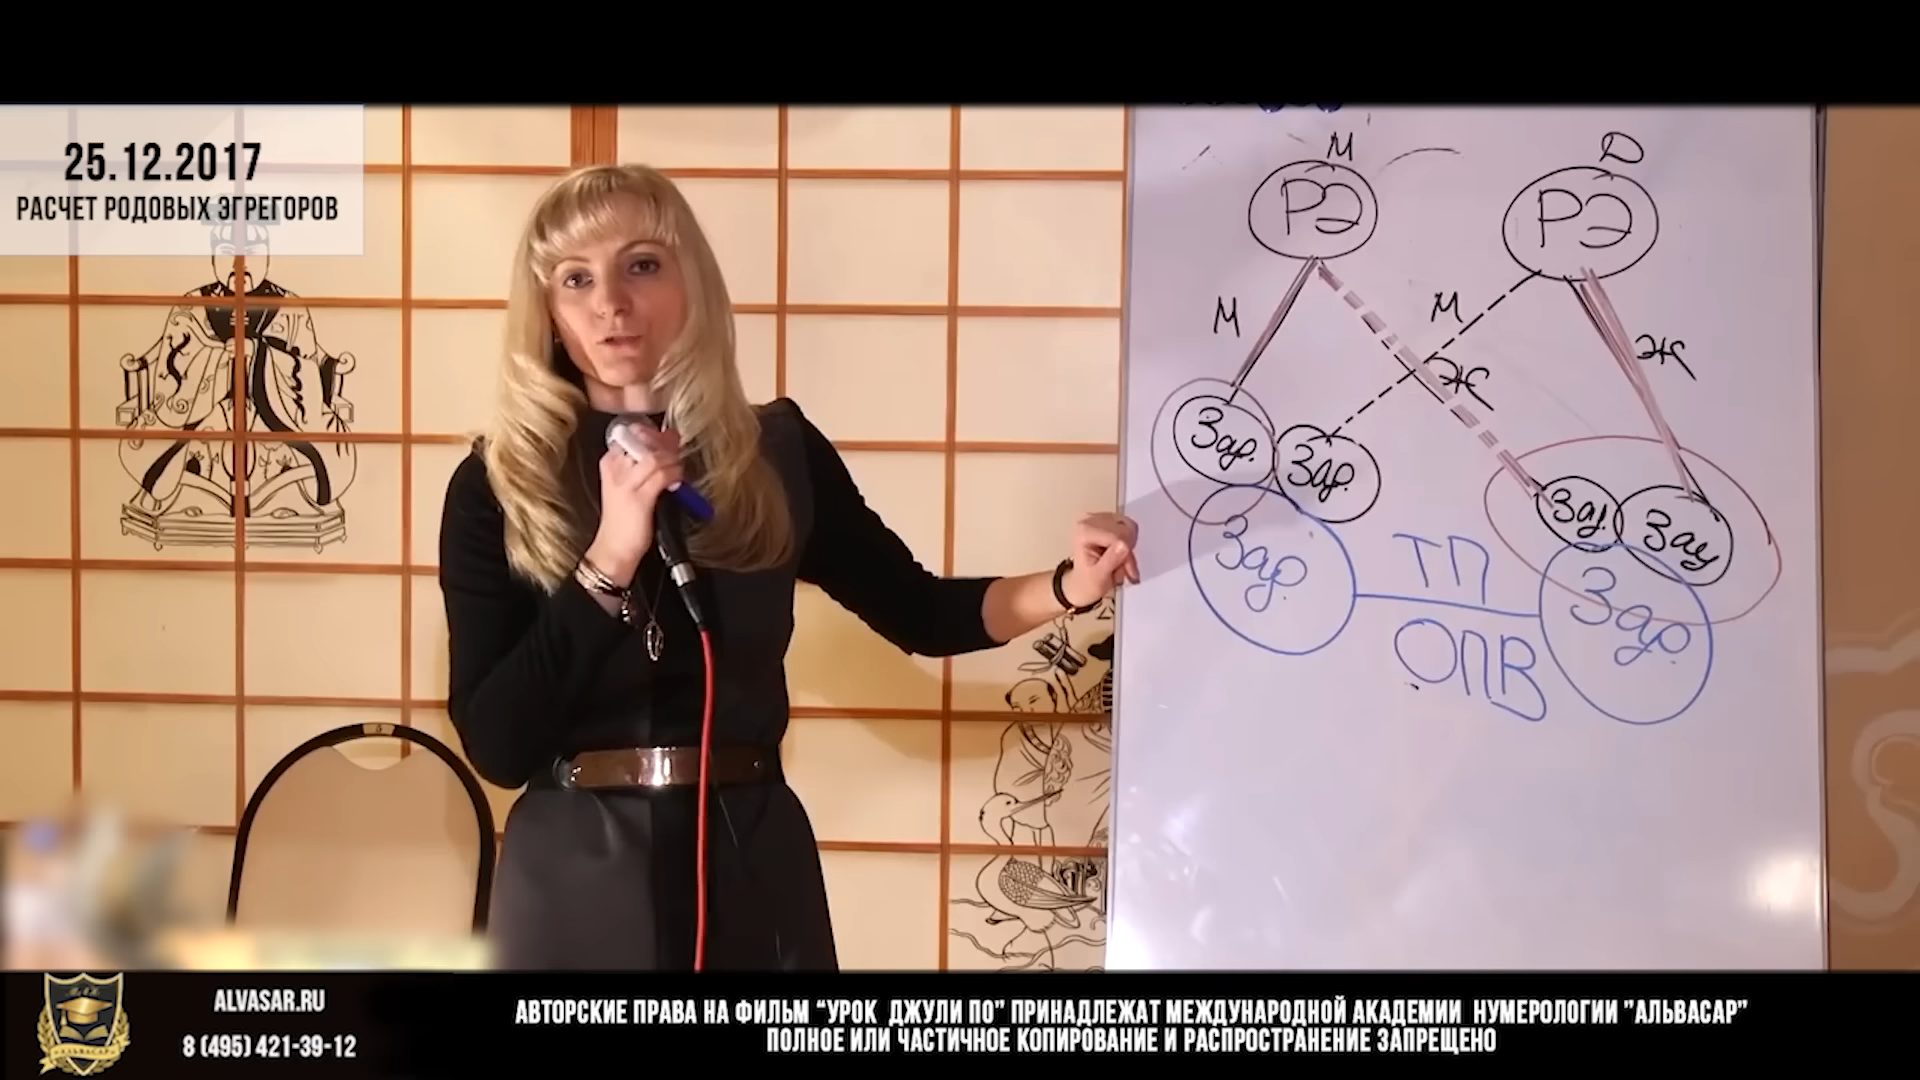 25.12.2017
РАСЧЕТ РОДОВЫХ ЭГРЕГОРОВ
М
Д
РЭ
РЭ
М
М
Ж
Ж
Зар.
Зар.
Зар
Зар.
ТП
ОПВ
ALVASAR.RU
8 (495) 421-39-12
АВТОРСКИЕ ПРАВА НА ФИЛЬМ “УРОК ДЖУЛИ ПО” ПРИНАДЛЕЖАТ МЕЖДУНАРОДНОЙ АКАДЕМИИ НУМЕРОЛОГИИ "АЛЬВАСАР"
ПОЛНОЕ ИЛИ ЧАСТИЧНОЕ КОПИРОВАНИЕ И РАСПРОСТРАНЕНИЕ ЗАПРЕЩЕНО